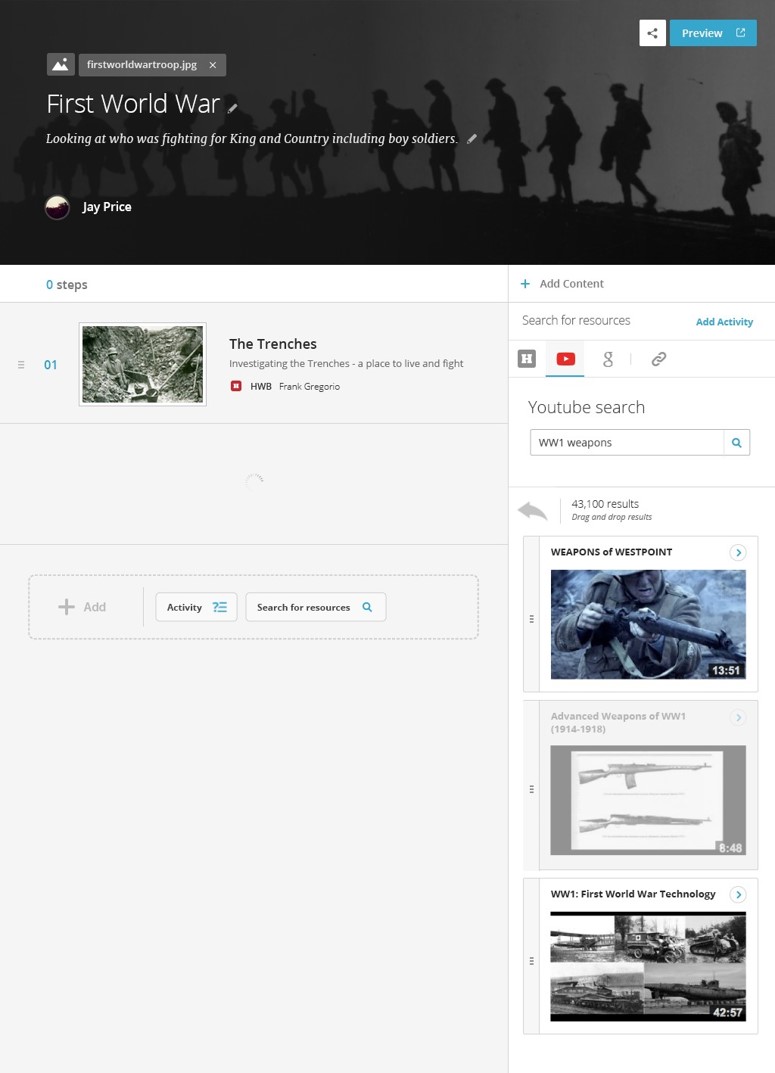 Preview
firstworldwartroop.jpg ×
First World War
Looking at who was fighting for King and Country including boy soldiers.
Jay Price
0 steps
01
The Trenches
Investigating the Trenches - a place to live and fight
H HWB Frank Gregorio
+ Add
Activity ?
Search for resources
+ Add Content
Search for resources Add Activity
H g
Youtube search
WW1 weapons
43,100 results
Drag and drop results
WEAPONS of WESTPOINT
13:51
Advanced Weapons of WW1
(1914-1918)
8:48
WW1: First World War Technology
42:57